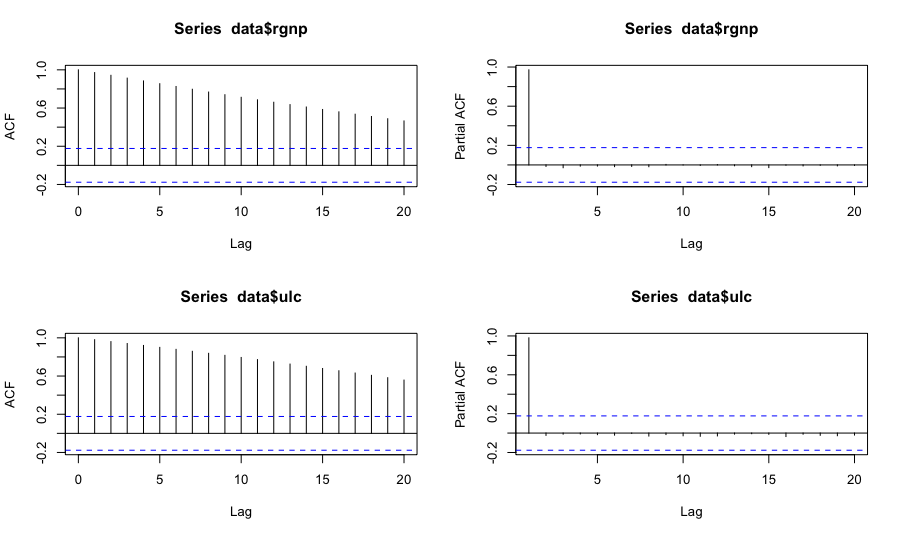 Series data$rgnp
ACF
-0.2 0.2 0.6 1.0
0 5 10 15 20
Lag
Series data$rgnp
Partial ACF
-0.2 0.2 0.6 1.0
5 10 15 20
Lag
Series data$ulc
ACF
-0.2 0.2 0.6 1.0
0 5 10 15 20
Lag
Series data$ulc
Partial ACF
-0.2 0.2 0.6 1.0
5 10 15 20
Lag